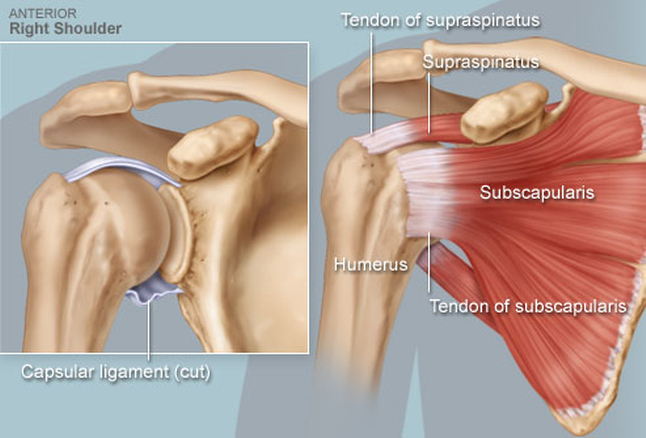 ANTERIOR
Right Shoulder
Tendon of supraspinatus
Supraspinatus
Subscapularis
Humerus
Tendon of subscapularis
Capsular ligament (cut)